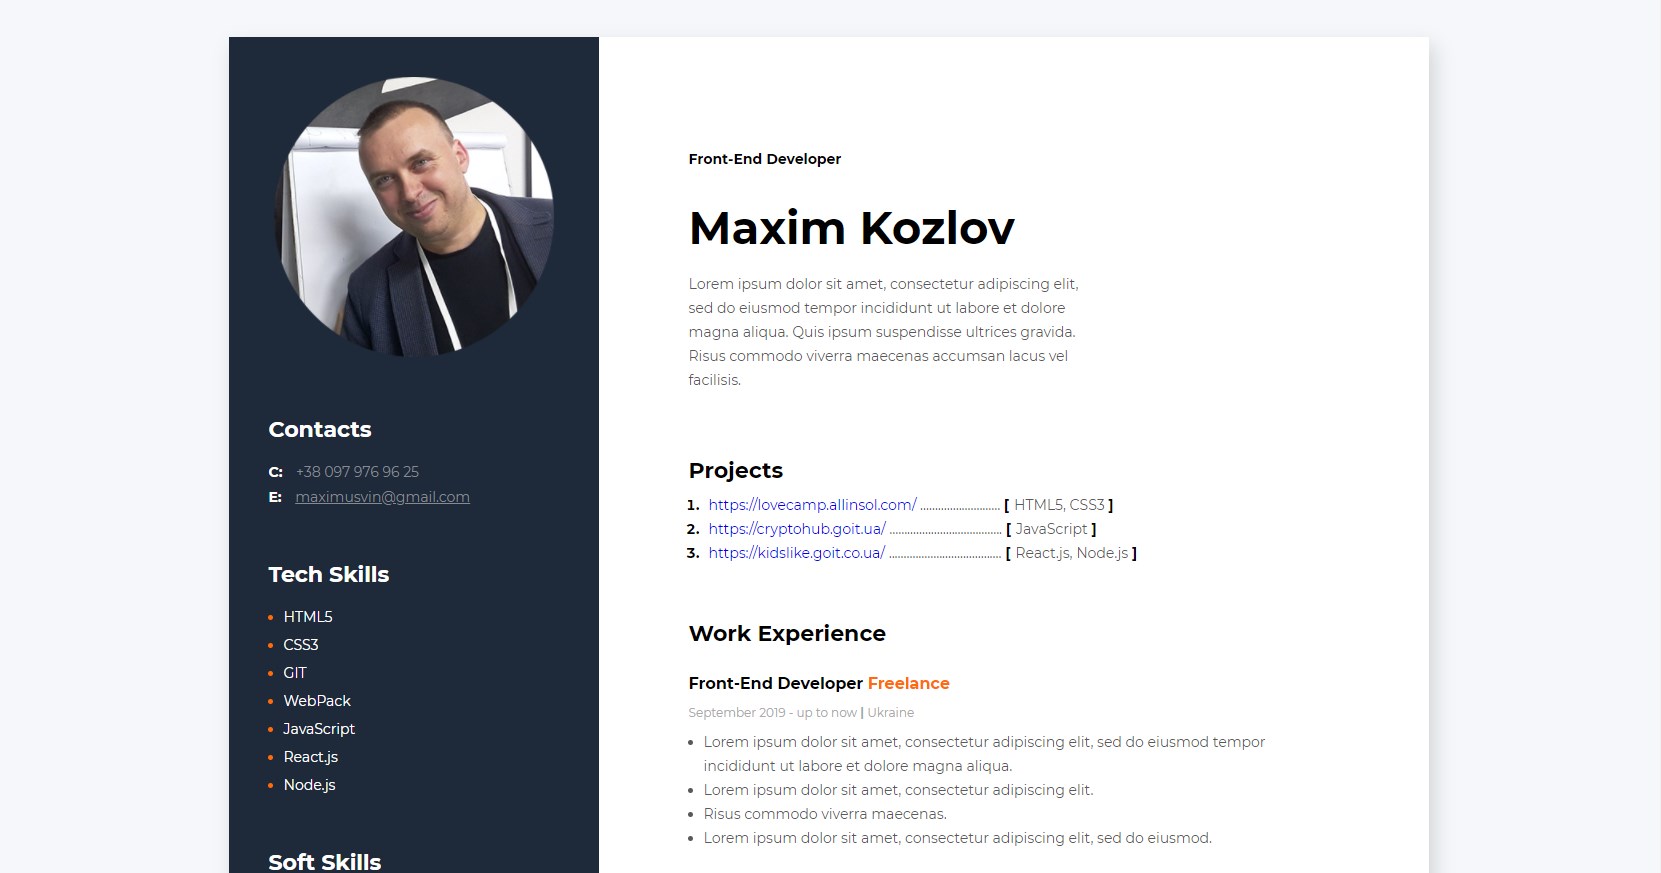 Contacts
C: +38 097 976 96 25
E: maximusvin@gmail.com
Tech Skills
• HTML5
• CSS3
• GIT
• WebPack
• JavaScript
• React.js
• Node.js
Soft Skills
Front-End Developer
Maxim Kozlov
Lorem ipsum dolor sit amet, consectetur adipiscing elit,
sed do eiusmod tempor incididunt ut labore et dolore
magna aliqua. Quis ipsum suspendisse ultrices gravida.
Risus commodo viverra maecenas accumsan lacus vel
facilisis.
Projects
1. https://lovecamp.allinsol.com/ ........................... [ HTML5, CSS3 ]
2. https://cryptohub.goit.ua/ ...................................... [ JavaScript ]
3. https://kidslike.goit.co.ua/ ...................................... [ React.js, Node.js ]
Work Experience
Front-End Developer Freelance
September 2019 - up to now | Ukraine
• Lorem ipsum dolor sit amet, consectetur adipiscing elit, sed do eiusmod tempor
incididunt ut labore et dolore magna aliqua.
• Lorem ipsum dolor sit amet, consectetur adipiscing elit.
• Risus commodo viverra maecenas.
• Lorem ipsum dolor sit amet, consectetur adipiscing elit, sed do eiusmod.